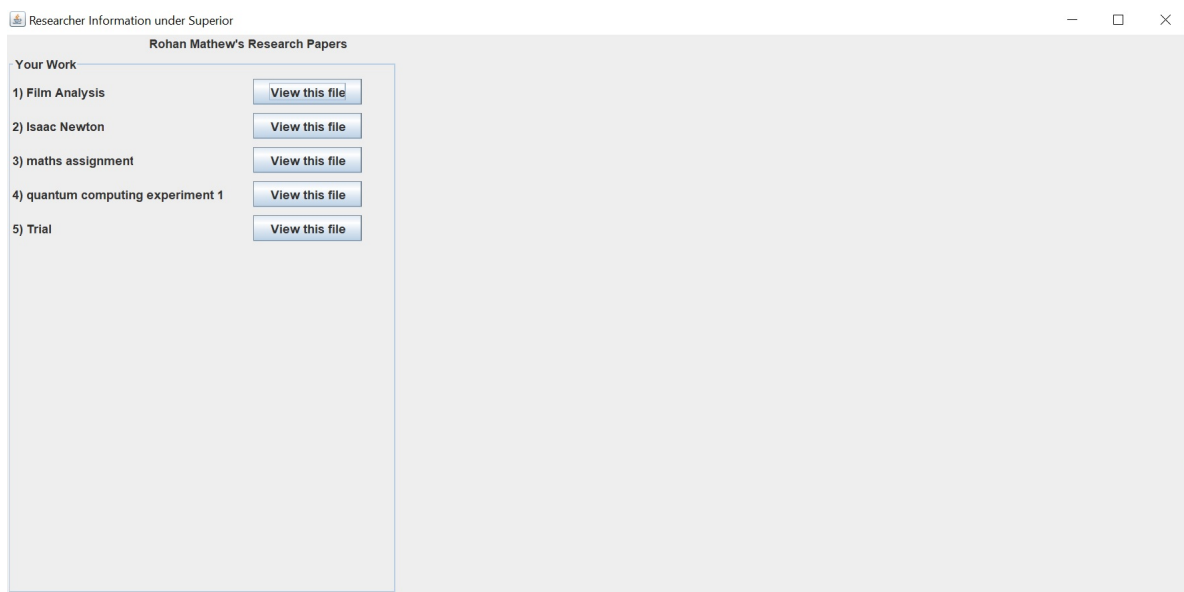 Researcher Information under Superior
Rohan Mathew's Research Papers
Your Work
1) Film Analysis View this file
2) Isaac Newton View this file
3) maths assignment View this file
4) quantum computing experiment 1 View this file
5) Trial View this file